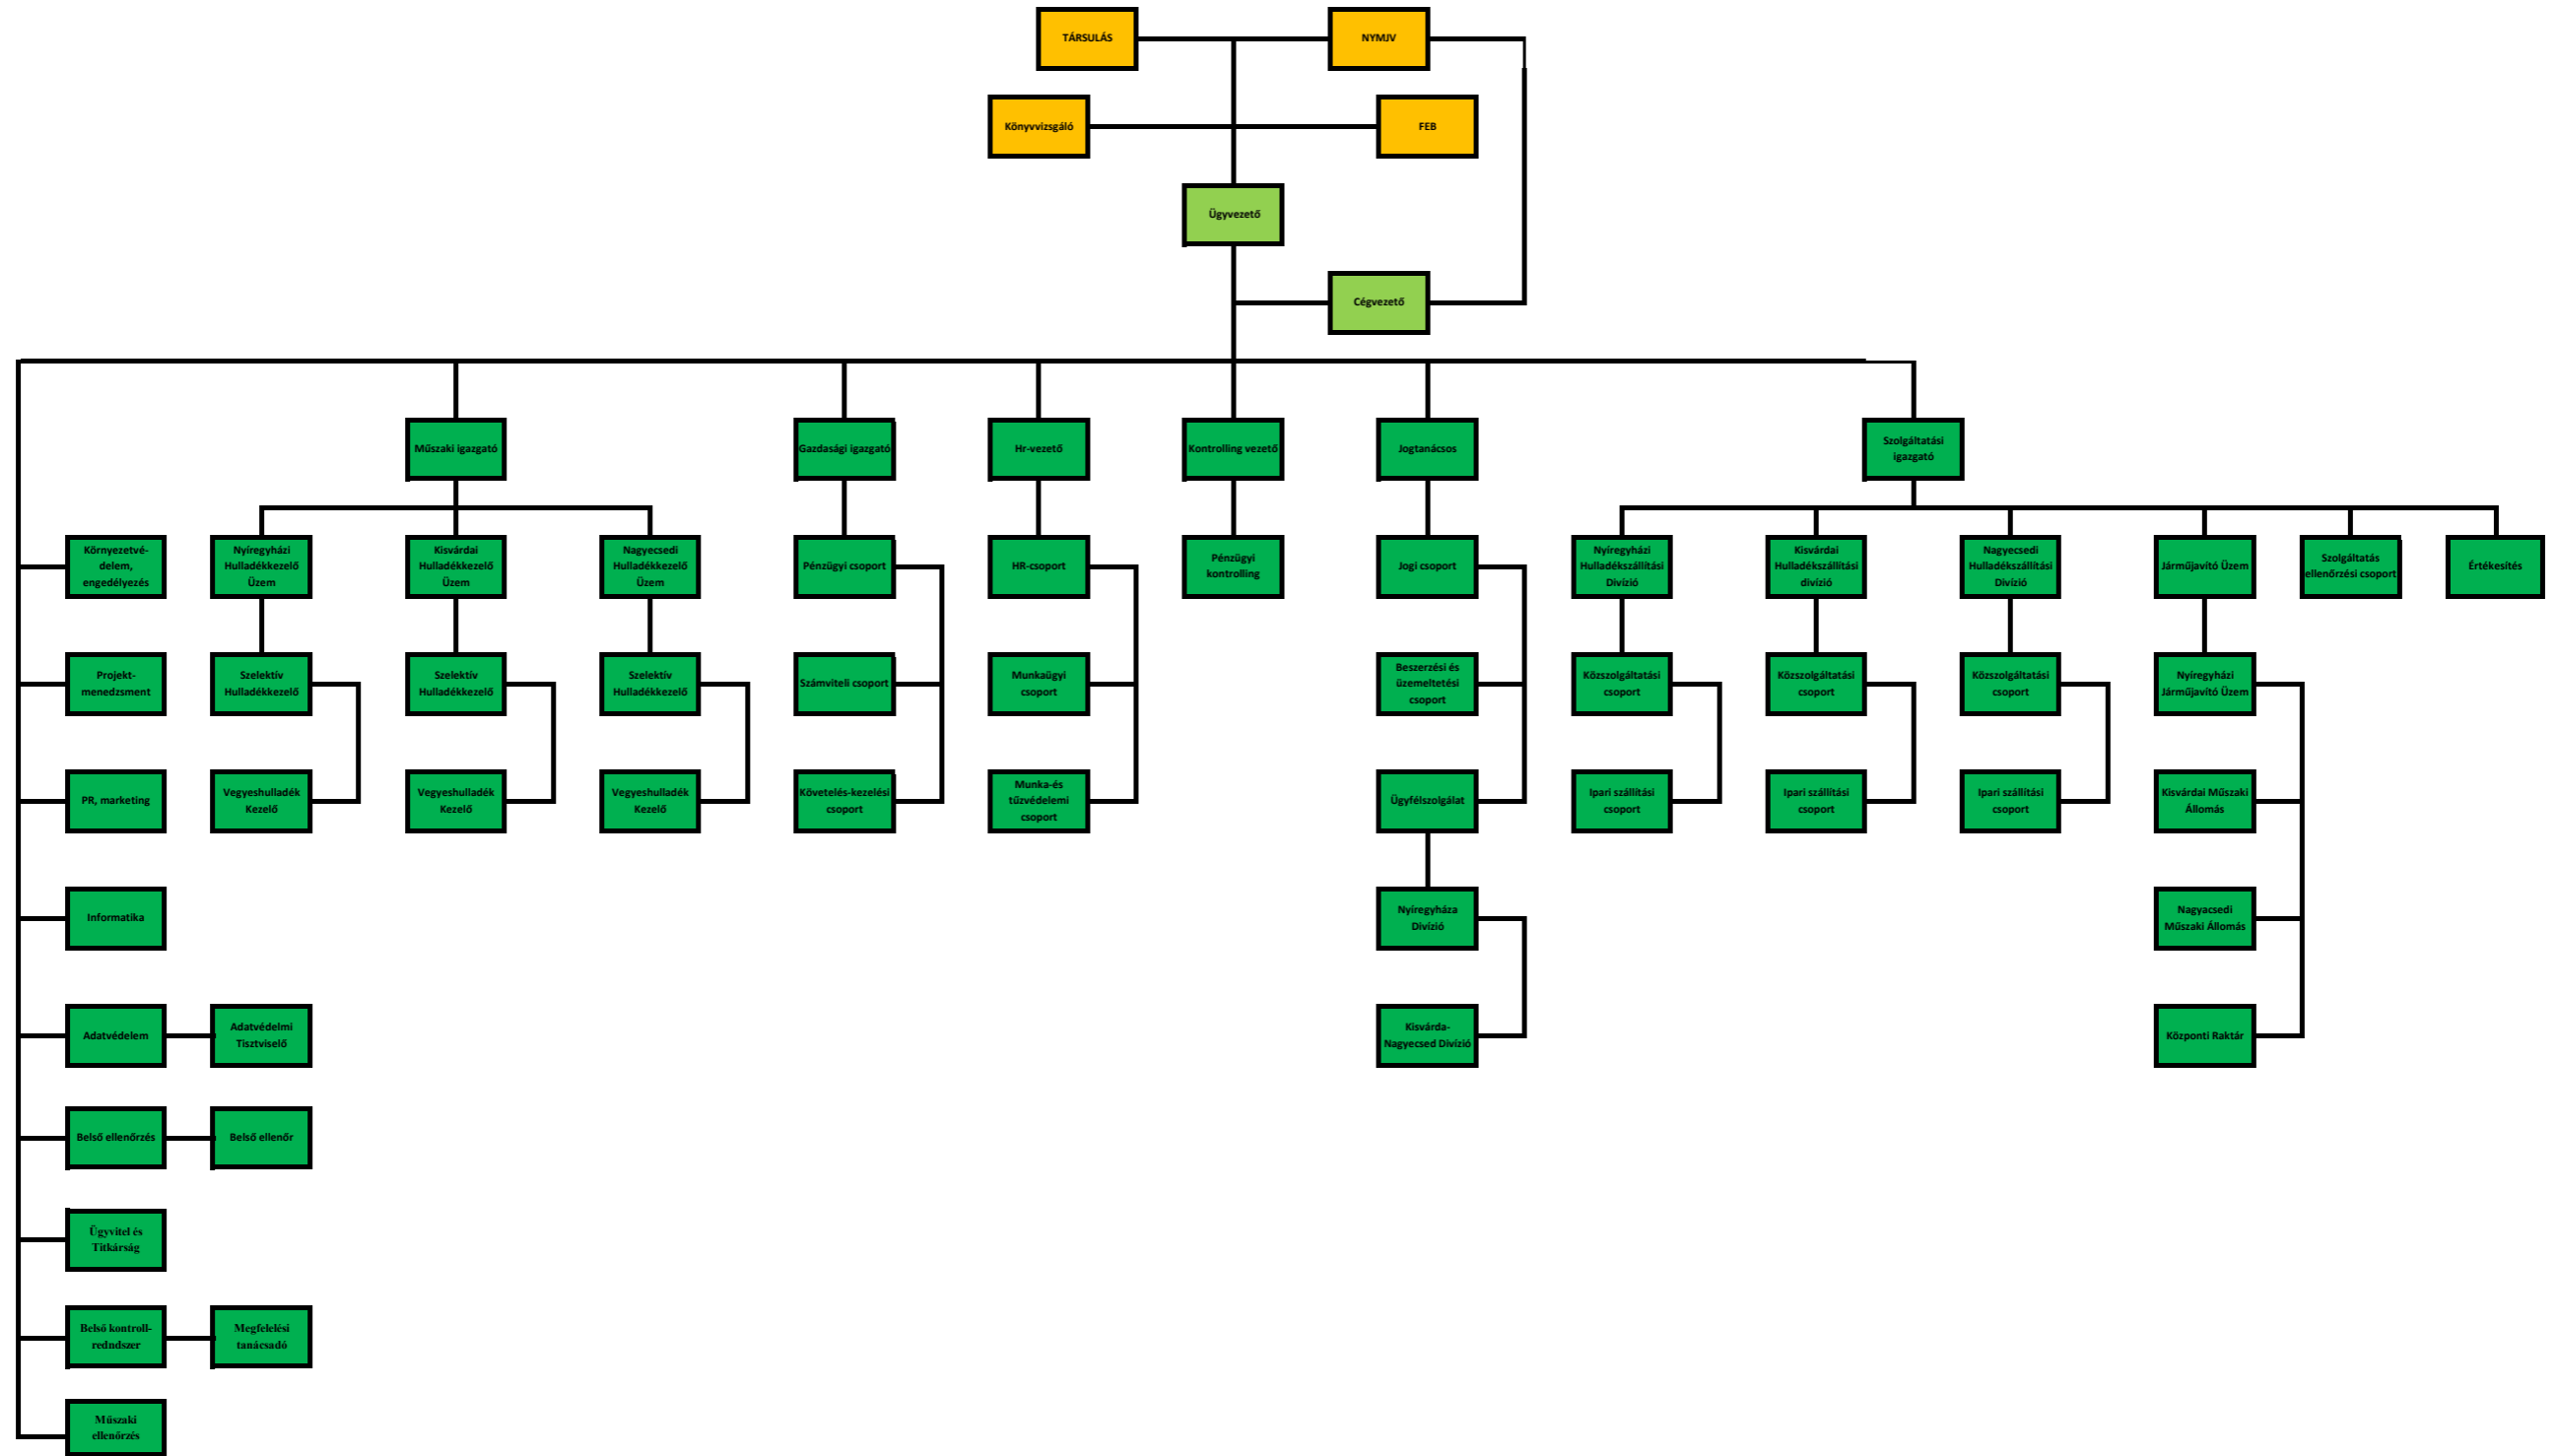 TÁRSULÁS
NYMJV
Könyvvizsgáló
FEB
Ügyvezető
Cégvezető
Műszaki igazgató
Gazdasági igazgató
Hr-vezető
Kontrolling vezető
Jogtanácsos
Szolgáltatási
igazgató
Környezetvé-
delem,
engedélyezés
Nyíregyházi
Hulladékkezelő
Üzem
Kisvárdai
Hulladékkezelő
Üzem
Nagyecsedi
Hulladékkezelő
Üzem
Pénzügyi csoport
HR-csoport
Pénzügyi
kontrolling
Jogi csoport
Nyíregyházi
Hulladékszállítási
Divízió
Kisvárdai
Hulladékszállítási
divízió
Nagyecsedi
Hulladékszállítási
Divízió
Járműjavító Üzem
Szolgáltatás
ellenőrzési csoport
Értékesítés
Projekt-
menedzsment
Szelektív
Hulladékkezelő
Szelektív
Hulladékkezelő
Szelektív
Hulladékkezelő
Számviteli csoport
Munkaügyi
csoport
Beszerzési és
üzemeltetési
csoport
Közszolgáltatási
csoport
Közszolgáltatási
csoport
Közszolgáltatási
csoport
Nyíregyházi
Járműjavító Üzem
PR, marketing
Vegyeshulladék
Kezelő
Vegyeshulladék
Kezelő
Vegyeshulladék
Kezelő
Követelés-kezelési
csoport
Munka-és
tűzvédelemi
csoport
Ügyfélszolgálat
Ipari szállítási
csoport
Ipari szállítási
csoport
Ipari szállítási
csoport
Kisvárdai Műszaki
Állomás
Informatika
Nyíregyháza
Divízió
Nagyacsedi
Műszaki Állomás
Adatvédelem
Adatvédelmi
Tisztviselő
Kisvárda-
Nagyecsed Divízió
Központi Raktár
Belső ellenőrzés
Belső ellenőr
Ügyvitel és
Titkárság
Belső kontroll-
redndszer
Megfelelési
tanácsadó
Műszaki
ellenőrzés